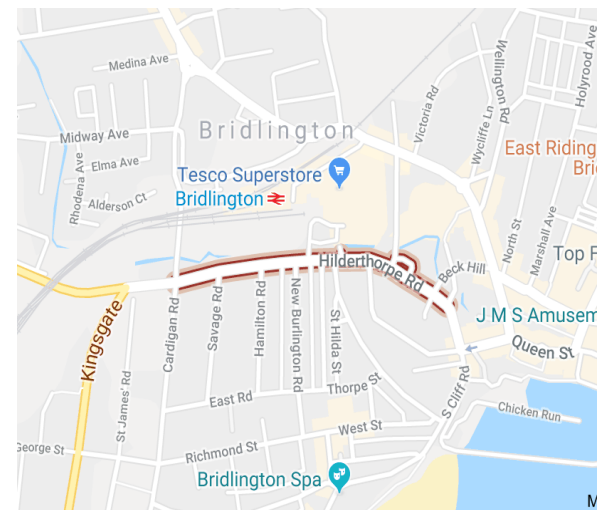 Medina Ave
Midway Ave
Elma Ave
Rhodena Ave
Alderson Ct
Bridlington
Victoria Rd
Wycliffe Ln
Wellington Rd
Holyrood Ave
East Riding
Bri
Tesco Superstore
Bridlington
North St
Marshall Ave
Top F
Hilderthorpe Rd
Beck Hill
J M S Amusem
Queen St
Kingsgate
Cardigan Rd
Savage Rd
Hamilton Rd
New Burlington Rd
St Hilda St
St James' Rd
East Rd
Thorpe St
S Cliff Rd
Chicken Run
West St
George St
Richmond St
Bridlington Spa
M